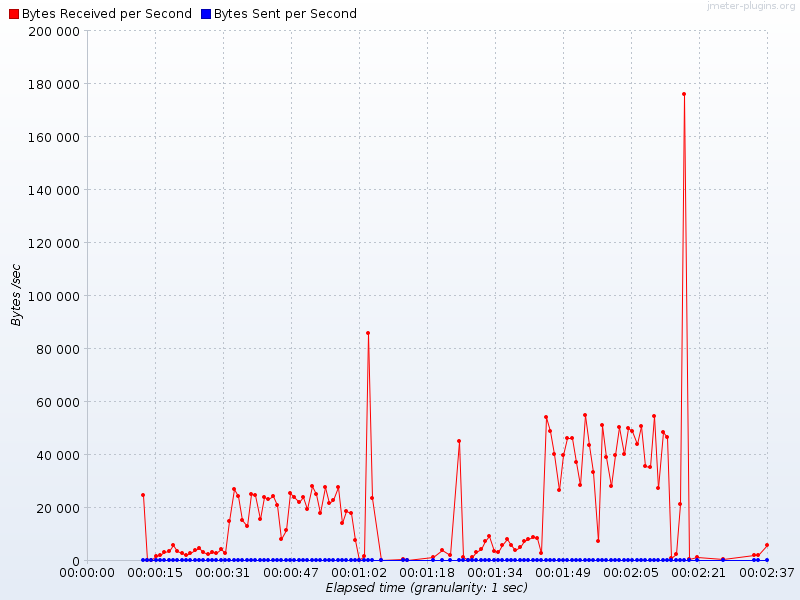 jmeter-plugins.org
Bytes Received per Second Bytes Sent per Second
200 000
180 000
160 000
140 000
120 000
100 000
80 000
60 000
40 000
20 000
0
Bytes /sec
00:00:00 00:00:15 00:00:31 00:00:47 00:01:02 00:01:18 00:01:34 00:01:49 00:02:05 00:02:21 00:02:37
Elapsed time (granularity: 1 sec)